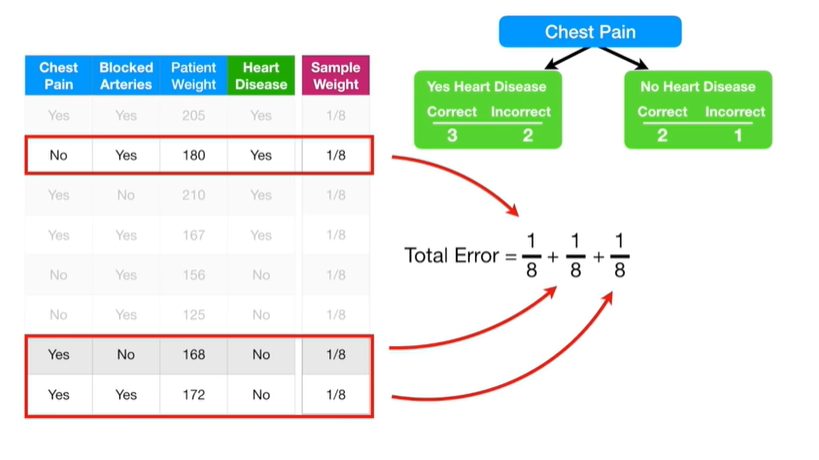 Chest Pain
Chest Pain Blocked Arteries Patient Weight Heart Disease Sample Weight
Yes Yes 205 Yes 1/8
No Yes 180 Yes 1/8
Yes No 210 Yes 1/8
Yes Yes 167 Yes 1/8
No Yes 156 No 1/8
No Yes 125 No 1/8
Yes No 168 No 1/8
Yes Yes 172 No 1/8
Yes Heart Disease
Correct Incorrect
3 2
No Heart Disease
Correct Incorrect
2 1
Total Error = 1/8 + 1/8 + 1/8